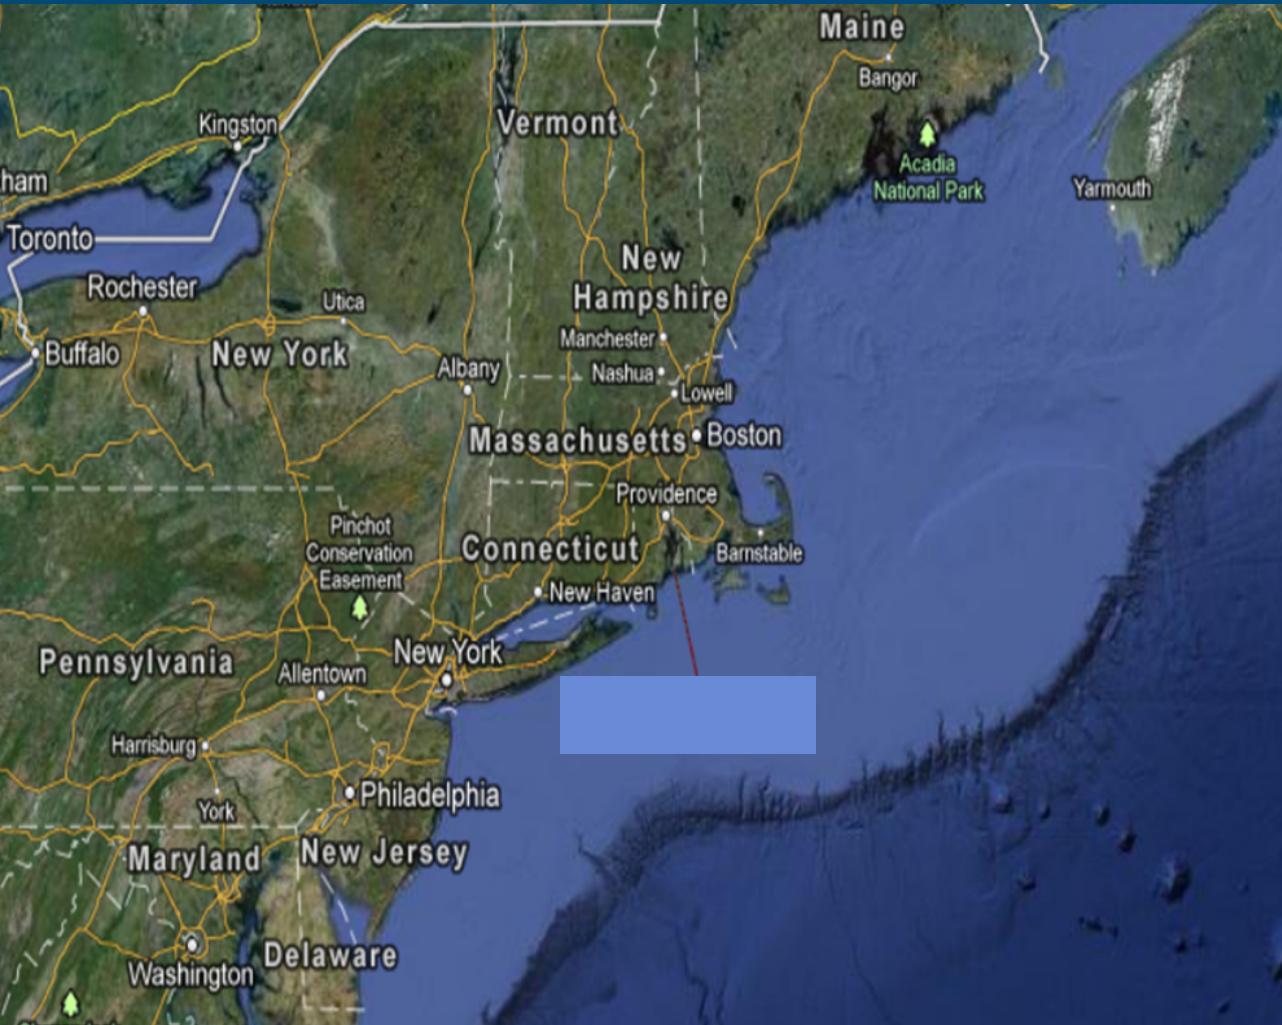 Maine
Bangor
Kingston
Vermont
Acadia
National Park
ham
Yarmouth
Toronto
New
Hampshire
Rochester
Utica
Manchester
Buffalo
New York
Albany
Nashua
Lowell
Massachusetts
Boston
Providence
Pinchot
Conservation
Easement
Connecticut
Barnstable
New Haven
New York
Pennsylvania
Allentown
Harrisburg
Philadelphia
York
Maryland
New Jersey
Delaware
Washington